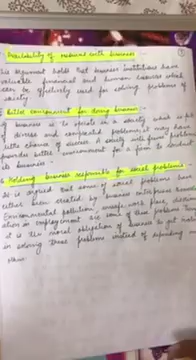 Availability of resources with business
This argument holds that business institutions have
valuable financial and human resources which
can be effectively used for solving problems of
society.
Better environment for doing business
If business is to operate in a society which is full
of diverse and complicated problems, it may have
little chance of success. A society with fewer problems
provides better environment for a firm to conduct
its business.
Holding business responsible for social problems
It is argued that some of social problems have
either been created by business enterprises
Environmental pollution, unsafe work place, discrimin
ation in employment are some of these problems. Therefore
it is the moral obligation of business to get involved
in solving these problems instead of depending on